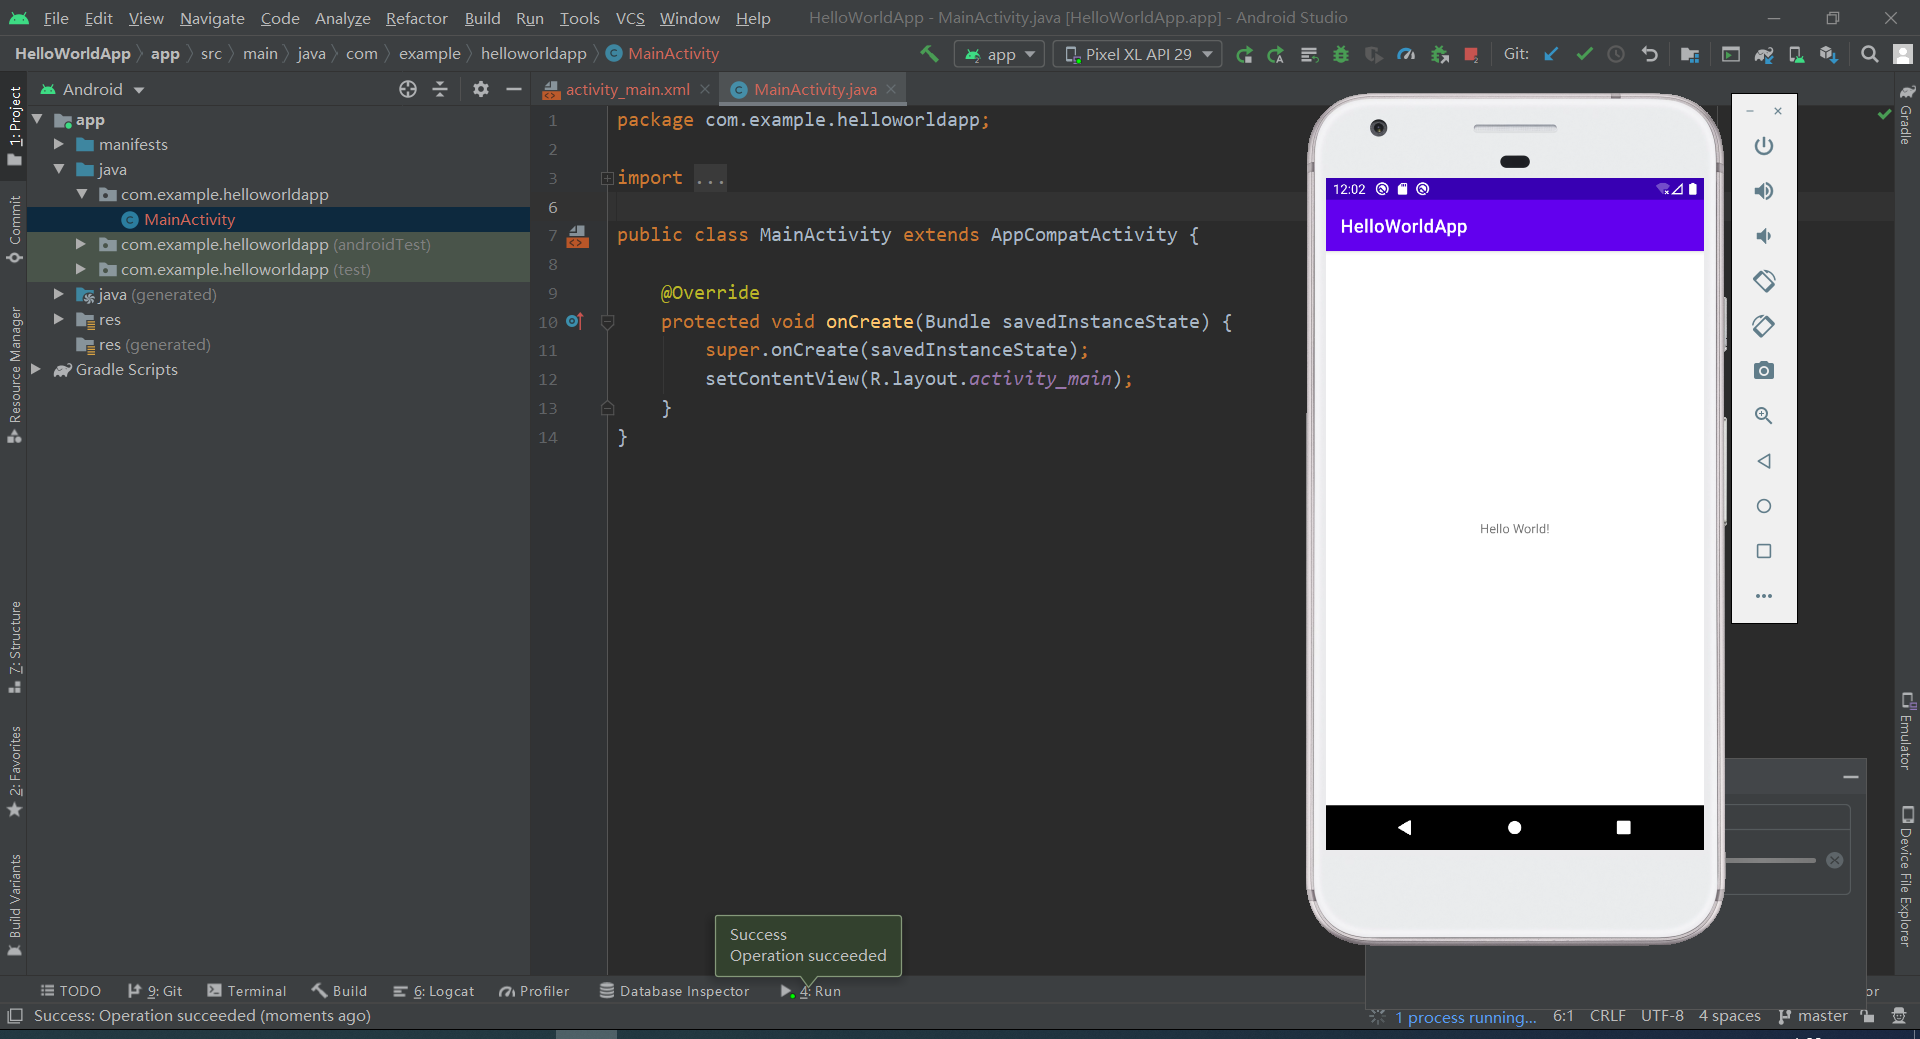 File Edit View Navigate Code Analyze Refactor Build Run Tools VCS Window Help HelloWorldApp - MainActivity.java [HelloWorldApp.app] - Android Studio
HelloWorldApp app src main java com example helloworldapp MainActivity app Pixel XL API 29 Git:
Android
activity_main.xml MainActivity.java
app
manifests
java
com.example.helloworldapp
MainActivity
com.example.helloworldapp (androidTest)
com.example.helloworldapp (test)
java (generated)
res
res (generated)
Gradle Scripts
1: Project
Commit
Resource Manager
7: Structure
2: Favorites
Build Variants
1 package com.example.helloworldapp;
2
3 import ...
6
7 public class MainActivity extends AppCompatActivity {
8
9 @Override
10 protected void onCreate(Bundle savedInstanceState) {
11 super.onCreate(savedInstanceState);
12 setContentView(R.layout.activity_main);
13 }
14 }
12:02
HelloWorldApp
Hello World!
Gradle
Emulator
Device File Explorer
Success
Operation succeeded
TODO 9: Git Terminal Build 6: Logcat Profiler Database Inspector 4: Run or
Success: Operation succeeded (moments ago) 1 process running... 6:1 CRLF UTF-8 4 spaces master